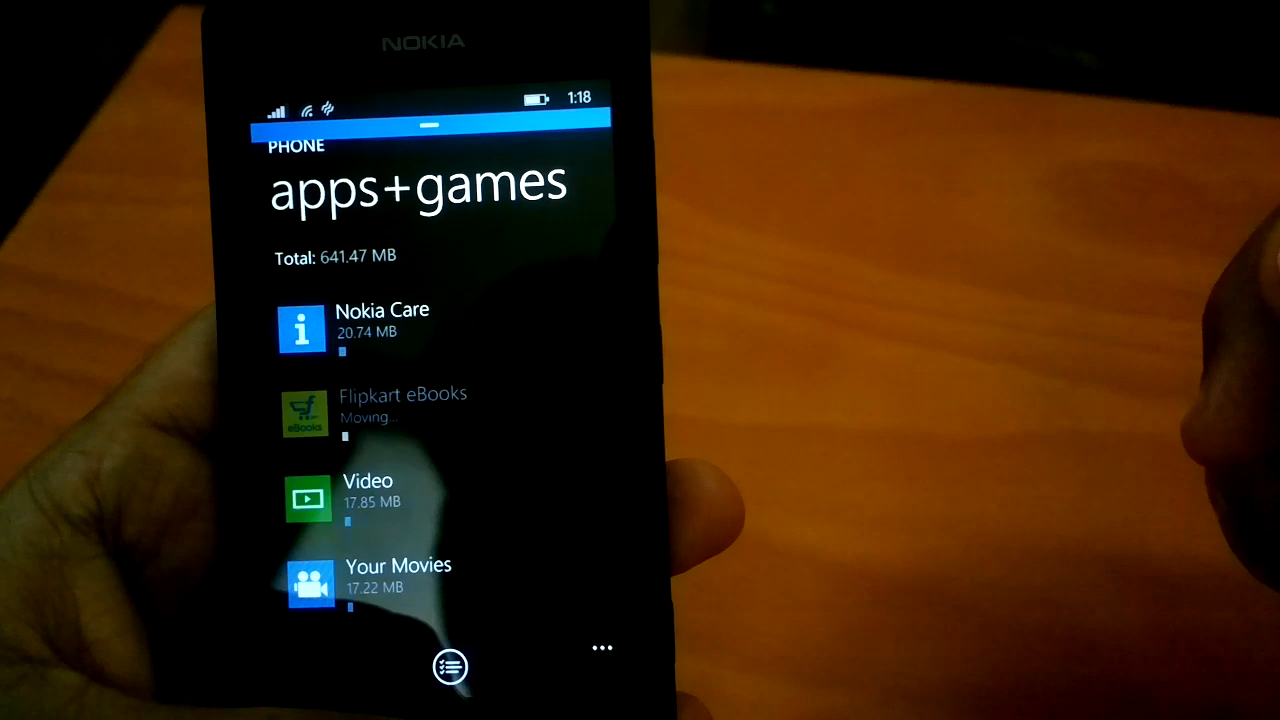 NOKIA
1:18
PHONE
apps+games
Total: 641.47 MB
Nokia Care
20.74 MB
Flipkart eBooks
Moving...
eBooks
Video
17.85 MB
Your Movies
17.22 MB